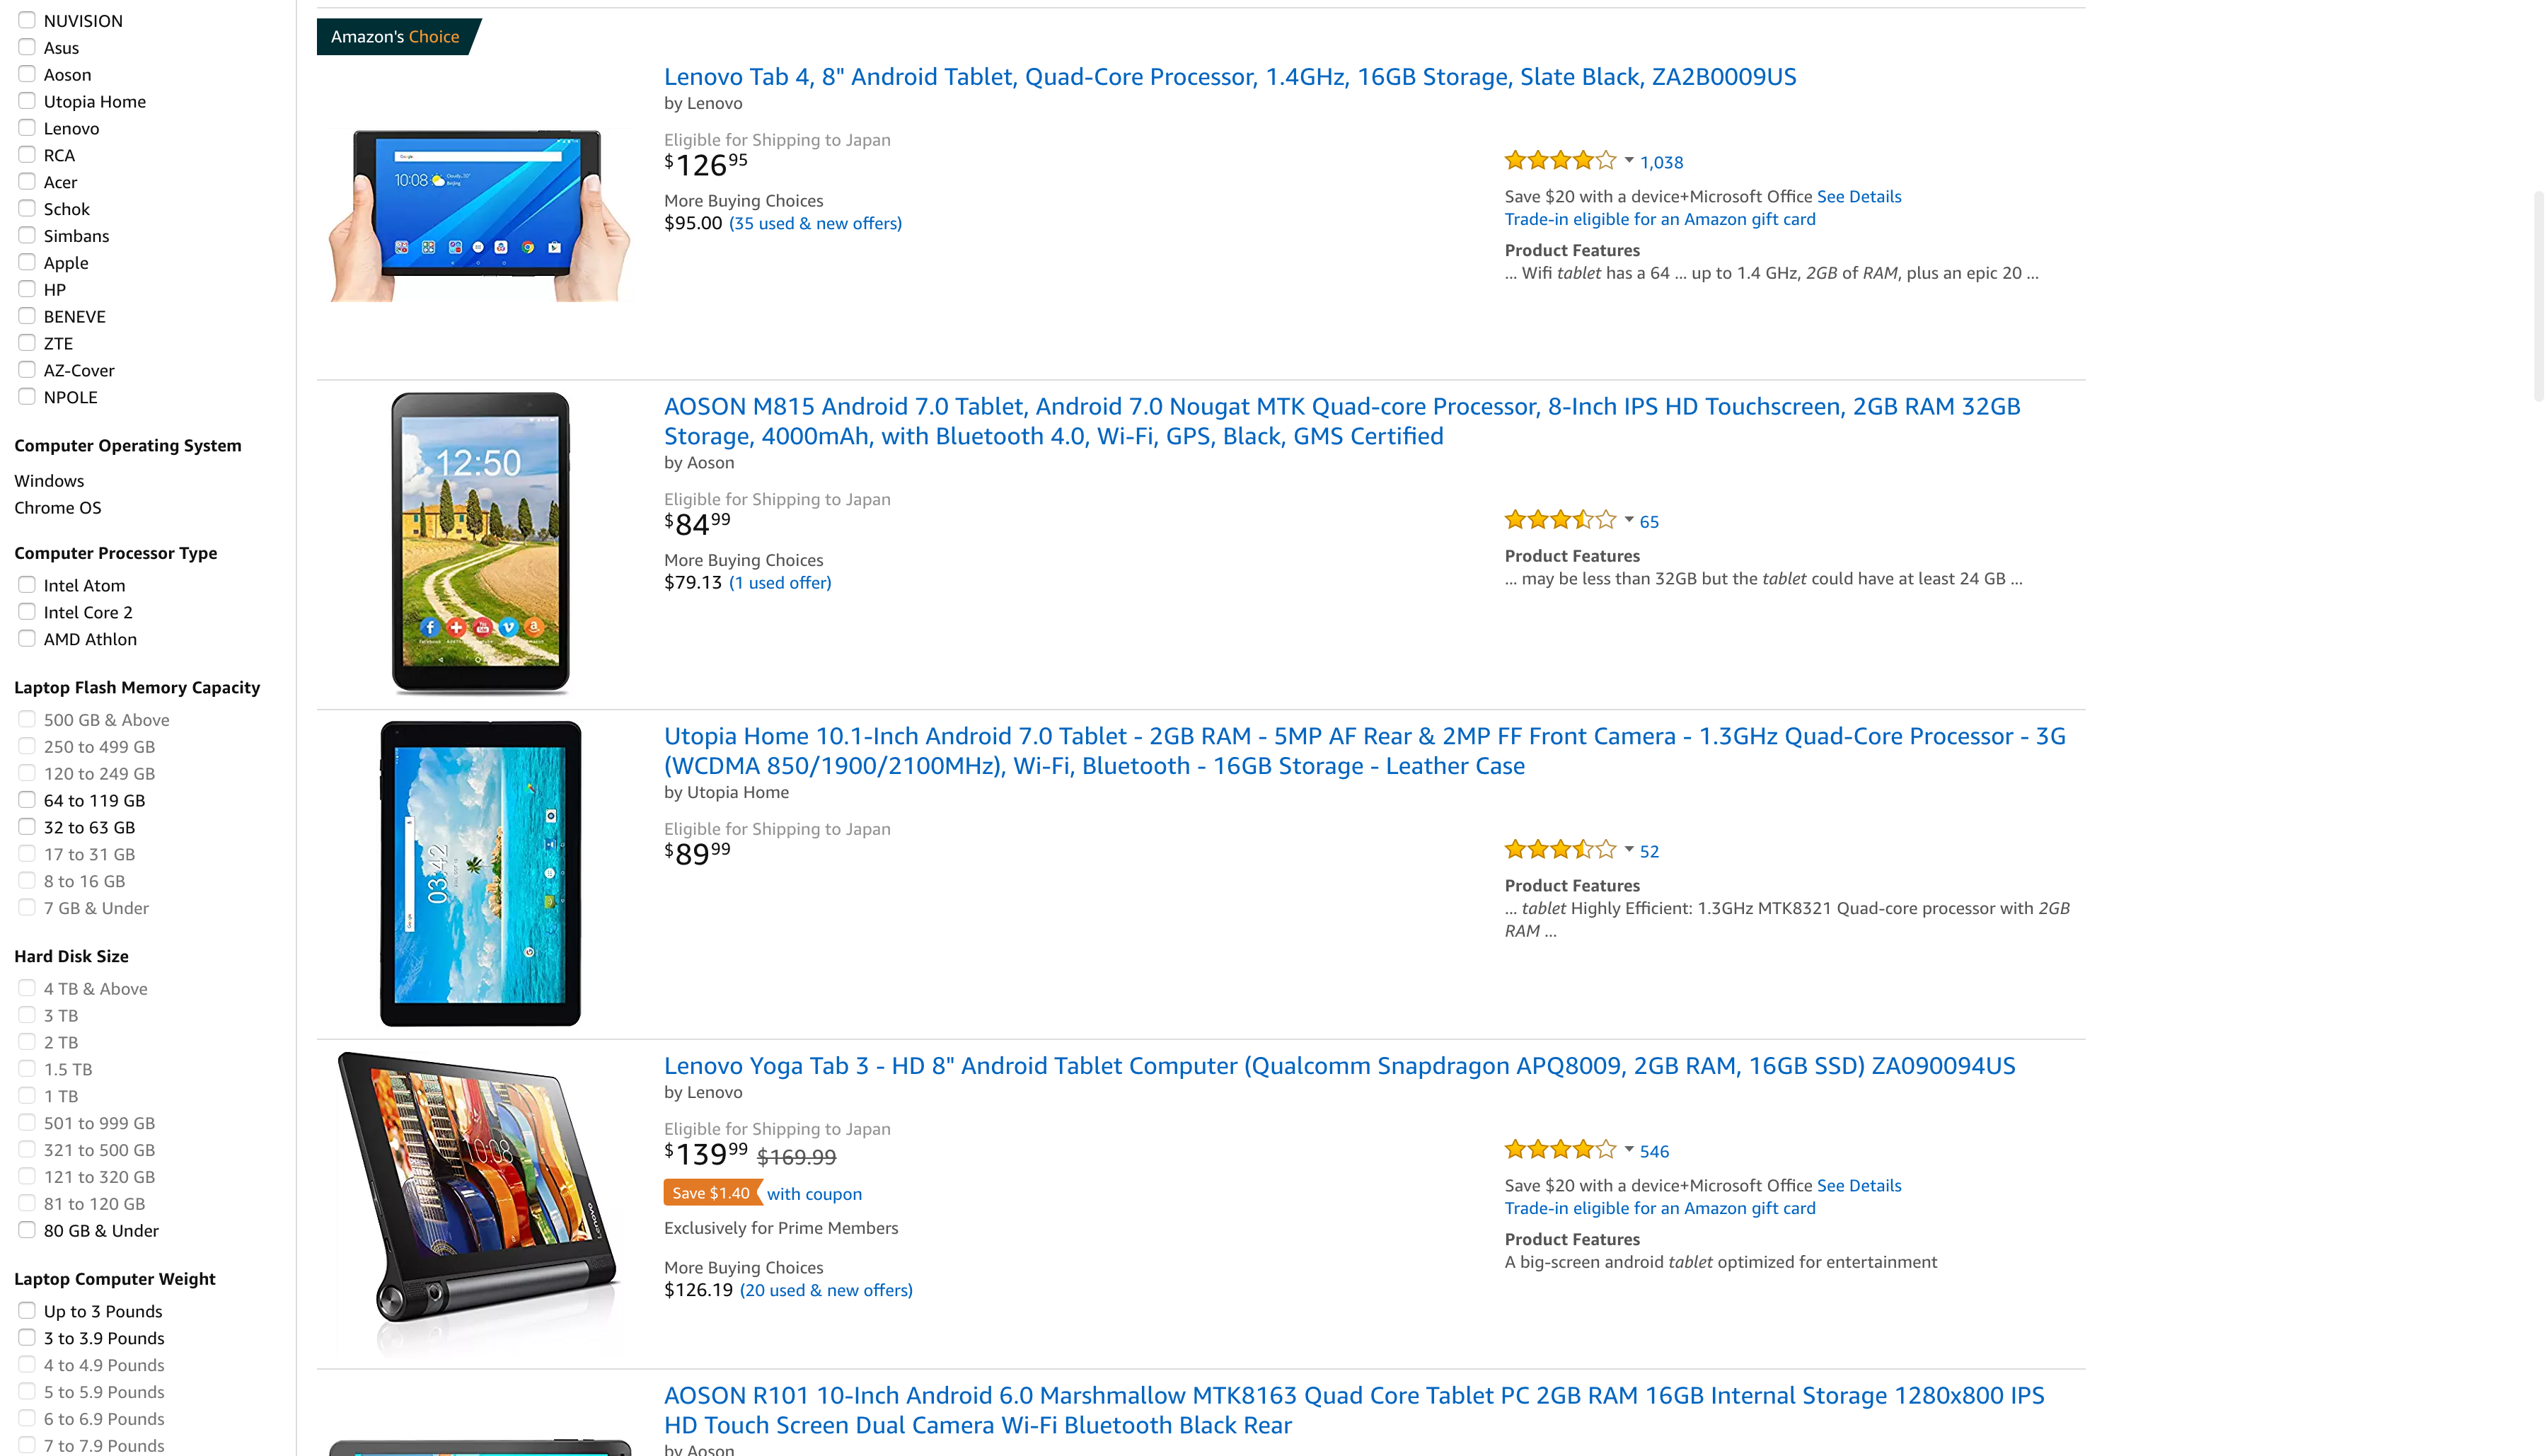 NUVISION
Asus
Aoson
Utopia Home
Lenovo
RCA
Acer
Schok
Simbans
Apple
HP
BENEVE
ZTE
AZ-Cover
NPOLE
Computer Operating System
Windows
Chrome OS
Computer Processor Type
Intel Atom
Intel Core 2
AMD Athlon
Laptop Flash Memory Capacity
500 GB & Above
250 to 499 GB
120 to 249 GB
64 to 119 GB
32 to 63 GB
17 to 31 GB
8 to 16 GB
7 GB & Under
Hard Disk Size
4 TB & Above
3 TB
2 TB
1.5 TB
1 TB
501 to 999 GB
321 to 500 GB
121 to 320 GB
81 to 120 GB
80 GB & Under
Laptop Computer Weight
Up to 3 Pounds
3 to 3.9 Pounds
4 to 4.9 Pounds
5 to 5.9 Pounds
6 to 6.9 Pounds
7 to 7.9 Pounds
Amazon's Choice
Lenovo Tab 4, 8" Android Tablet, Quad-Core Processor, 1.4GHz, 16GB Storage, Slate Black, ZA2B0009US
by Lenovo
Eligible for Shipping to Japan
$126 95
More Buying Choices
$95.00 (35 used & new offers)
1,038
Save $20 with a device+Microsoft Office See Details
Trade-in eligible for an Amazon gift card
Product Features
... Wifi tablet has a 64 ... up to 1.4 GHz, 2GB of RAM, plus an epic 20 ...
10:08
AOSON M815 Android 7.0 Tablet, Android 7.0 Nougat MTK Quad-core Processor, 8-Inch IPS HD Touchscreen, 2GB RAM 32GB
Storage, 4000mAh, with Bluetooth 4.0, Wi-Fi, GPS, Black, GMS Certified
by Aoson
Eligible for Shipping to Japan
$84 99
More Buying Choices
$79.13 (1 used offer)
65
Product Features
... may be less than 32GB but the tablet could have at least 24 GB ...
12:50
Utopia Home 10.1-Inch Android 7.0 Tablet - 2GB RAM - 5MP AF Rear & 2MP FF Front Camera - 1.3GHz Quad-Core Processor - 3G
(WCDMA 850/1900/2100MHz), Wi-Fi, Bluetooth - 16GB Storage - Leather Case
by Utopia Home
Eligible for Shipping to Japan
$89 99
52
Product Features
... tablet Highly Efficient: 1.3GHz MTK8321 Quad-core processor with 2GB
RAM ...
03:42
Lenovo Yoga Tab 3 - HD 8" Android Tablet Computer (Qualcomm Snapdragon APQ8009, 2GB RAM, 16GB SSD) ZA090094US
by Lenovo
Eligible for Shipping to Japan
$139 99 $169.99
Save $1.40 with coupon
Exclusively for Prime Members
More Buying Choices
$126.19 (20 used & new offers)
546
Save $20 with a device+Microsoft Office See Details
Trade-in eligible for an Amazon gift card
Product Features
A big-screen android tablet optimized for entertainment
10:08
Lenovo
AOSON R101 10-Inch Android 6.0 Marshmallow MTK8163 Quad Core Tablet PC 2GB RAM 16GB Internal Storage 1280x800 IPS
HD Touch Screen Dual Camera Wi-Fi Bluetooth Black Rear
by Aoson